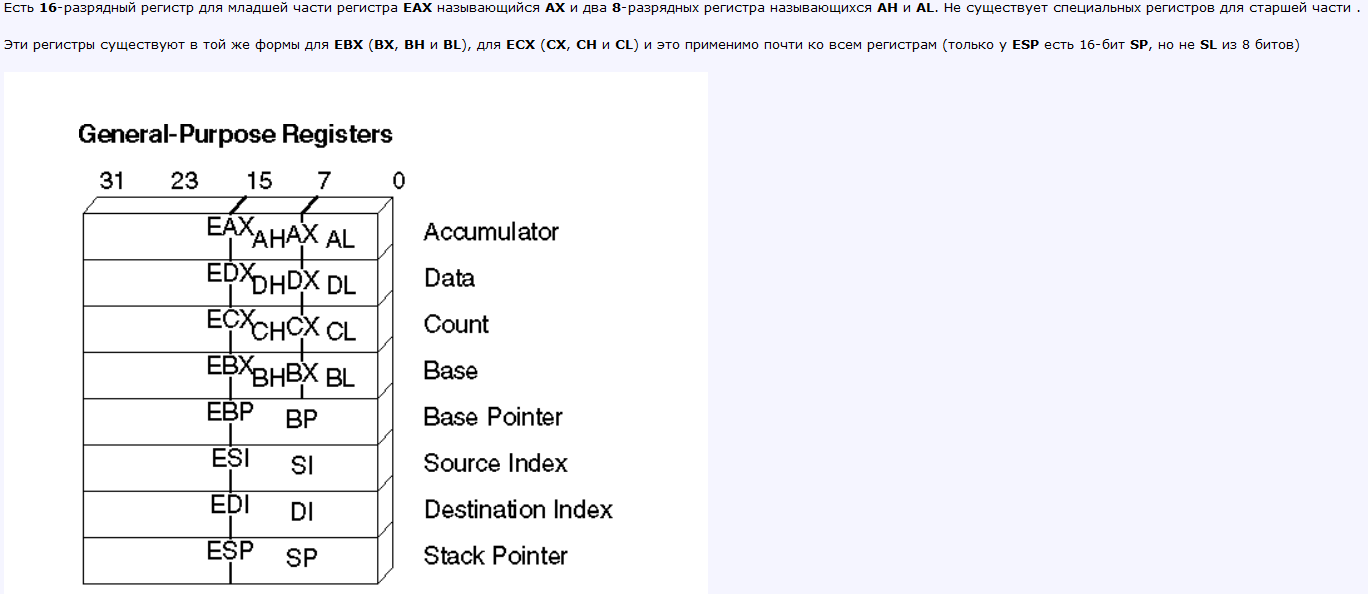 Есть 16-разрядный регистр для младшей части регистра EAX называющийся AX и два 8-разрядных регистра называющихся AH и AL. Не существует специальных регистров для старшей части .
Эти регистры существуют в той же формы для EBX (BX, BH и BL), для ECX (CX, CH и CL) и это применимо почти ко всем регистрам (только у ESP есть 16-бит SP, но не SL из 8 битов)
General-Purpose Registers
31 23 15 7 0
EAX AH AX AL Accumulator
EDX DH DX DL Data
ECX CH CX CL Count
EBX BH BX BL Base
EBP BP Base Pointer
ESI SI Source Index
EDI DI Destination Index
ESP SP Stack Pointer